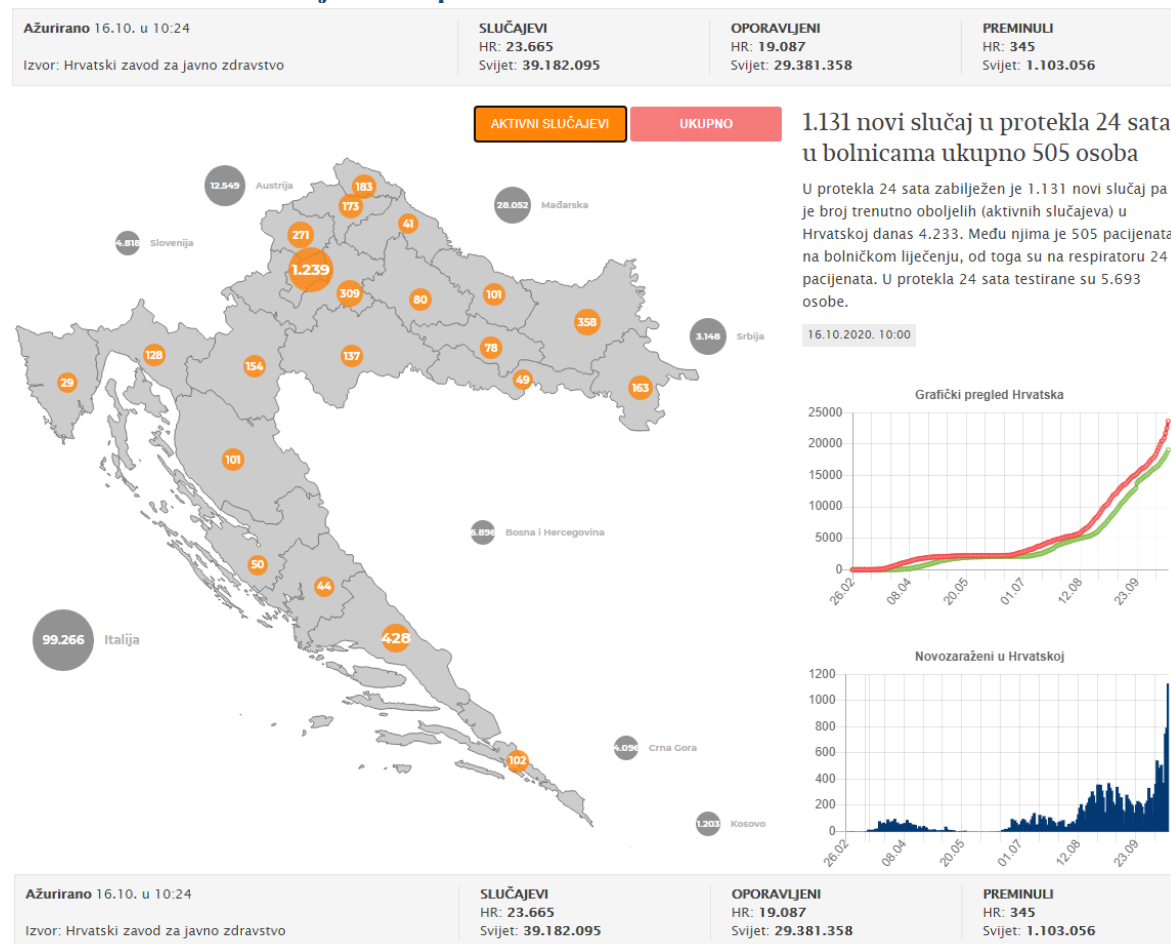 Ažurirano 16.10. u 10:24
Izvor: Hrvatski zavod za javno zdravstvo
SLUČAJEVI
HR: 23.665
Svijet: 39.182.095
OPORAVLJENI
HR: 19.087
Svijet: 29.381.358
PREMINULI
HR: 345
Svijet: 1.103.056
AKTIVNI SLUČAJEVI
UKUPNO
12.549 Austrija
28.052 Mađarska
4.818 Slovenija
3.148 Srbija
6.896 Bosna i Hercegovina
99.266 Italija
4.096 Crna Gora
1.203 Kosovo
183
173
41
271
1.239
309
80
101
358
128
154
137
78
49
163
29
101
50
44
428
102
1.131 novi slučaj u protekla 24 sata
u bolnicama ukupno 505 osoba
U protekla 24 sata zabilježen je 1.131 novi slučaj pa
je broj trenutno oboljelih (aktivnih slučajeva) u
Hrvatskoj danas 4.233. Među njima je 505 pacijenata
na bolničkom liječenju, od toga su na respiratoru 24
pacijenata. U protekla 24 sata testirane su 5.693
osobe.
16.10.2020. 10:00
Grafički pregled Hrvatska
25000
20000
15000
10000
5000
0
26.02 08.04 20.05 01.07 12.08 23.09
Novozaraženi u Hrvatskoj
1200
1000
800
600
400
200
0
26.02 08.04 20.05 01.07 12.08 23.09
Ažurirano 16.10. u 10:24
Izvor: Hrvatski zavod za javno zdravstvo
SLUČAJEVI
HR: 23.665
Svijet: 39.182.095
OPORAVLJENI
HR: 19.087
Svijet: 29.381.358
PREMINULI
HR: 345
Svijet: 1.103.056